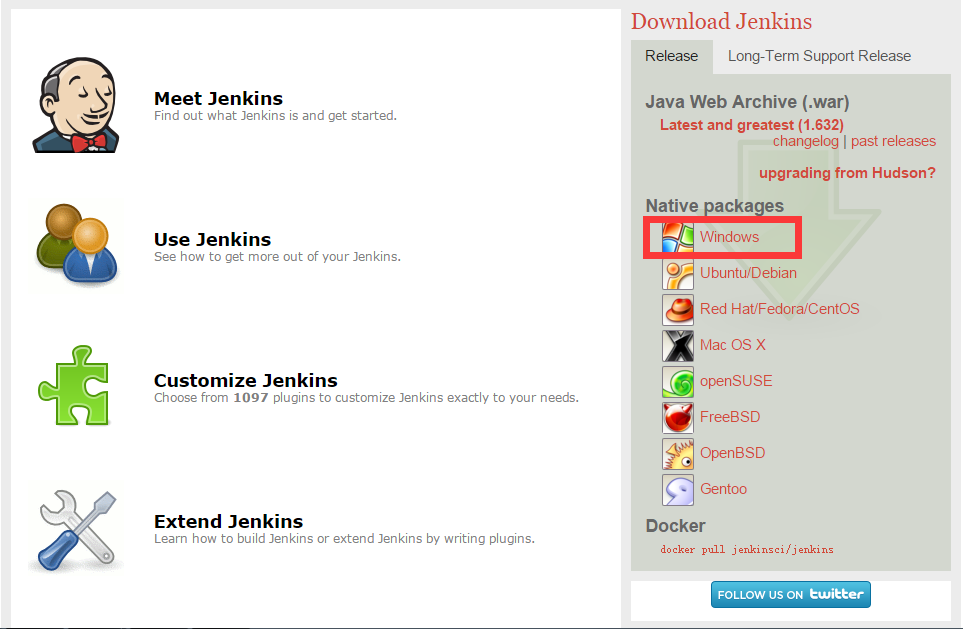 Meet Jenkins
Find out what Jenkins is and get started.
Use Jenkins
See how to get more out of your Jenkins.
Customize Jenkins
Choose from 1097 plugins to customize Jenkins exactly to your needs.
Extend Jenkins
Learn how to build Jenkins or extend Jenkins by writing plugins.
Download Jenkins
Release Long-Term Support Release
Java Web Archive (.war)
Latest and greatest (1.632)
changelog | past releases
upgrading from Hudson?
Native packages
Windows
Ubuntu/Debian
Red Hat/Fedora/CentOS
Mac OS X
openSUSE
FreeBSD
OpenBSD
Gentoo
Docker
docker pull jenkinsci/jenkins
FOLLOW US ON twitter